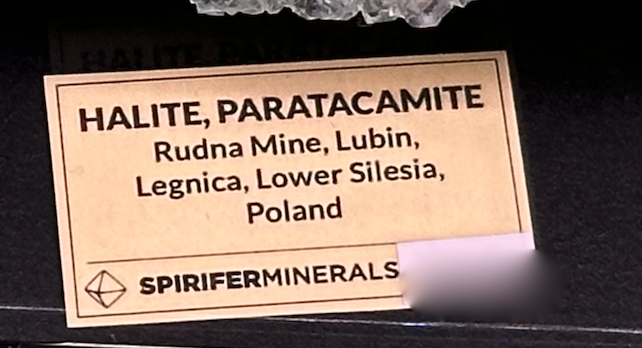 HALITE, PARATACAMITE
Rudna Mine, Lubin,
Legnica, Lower Silesia,
Poland
SPIRIFERMINERALS